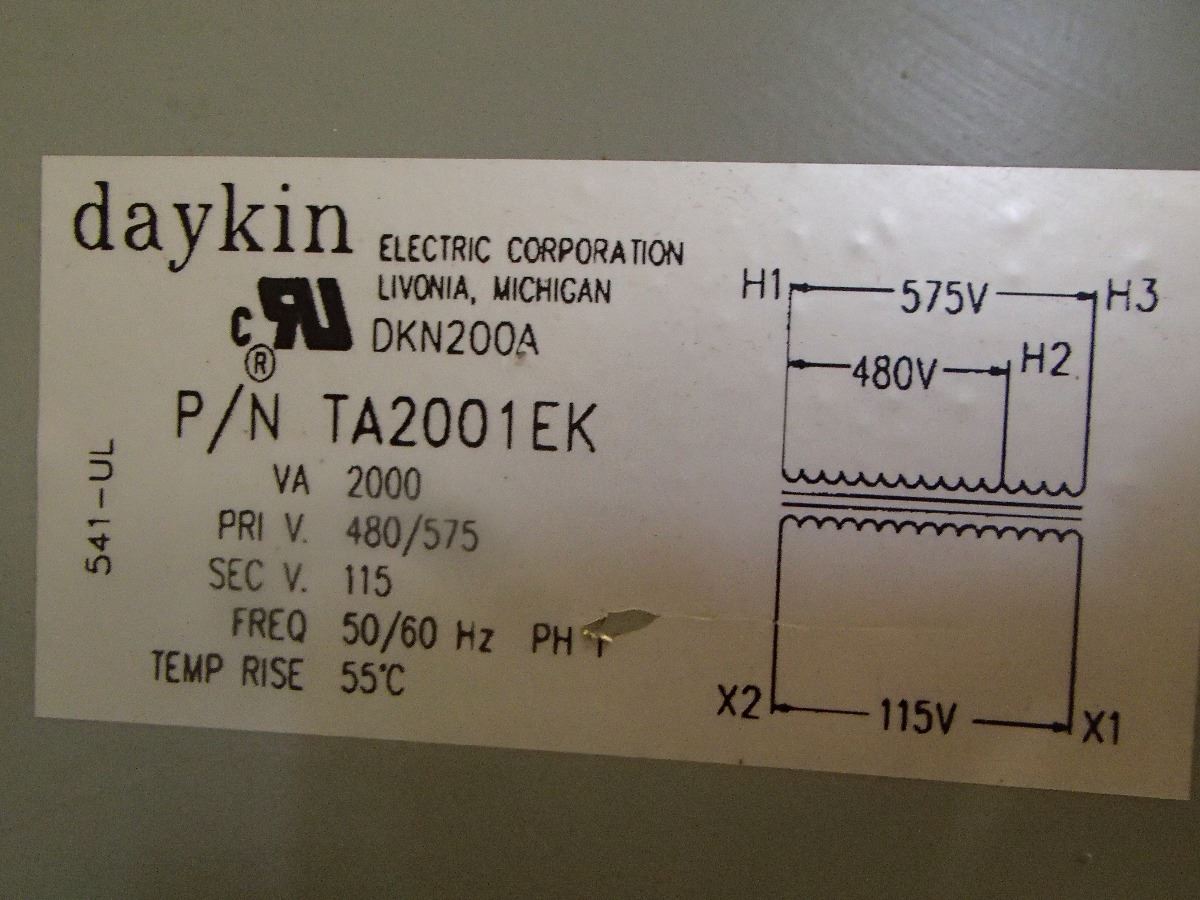 daykin ELECTRIC CORPORATION
LIVONIA, MICHIGAN
c RU ®
DKN200A
P/N TA2001EK
VA 2000
PRI V. 480/575
SEC V. 115
FREQ 50/60 Hz PH
TEMP RISE 55°C
541-UL
H1 575V H3
480V H2
X2 115V X1